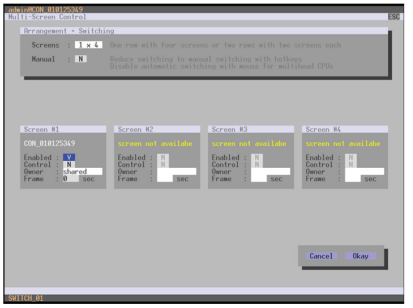 admin@CON_010125349
Multi-Screen Control ESC
Arrangement + Switching
Screens : 1 x 4 One row with four screens or two rows with two screens each
Manual : N Reduce switching to manual switching with hotkeys
Disable automatic switching with mouse for multihead CPUs
Screen #1 Screen #2 Screen #3 Screen #4
CON_010125349 screen not availabe screen not availabe screen not availabe
Enabled : Y Enabled : N Enabled : N Enabled : N
Control : N Control : N Control : N Control : N
Owner : shared Owner : Owner : Owner :
Frame : 0 sec Frame : sec Frame : sec Frame : sec
Cancel Okay
SWITCH_01